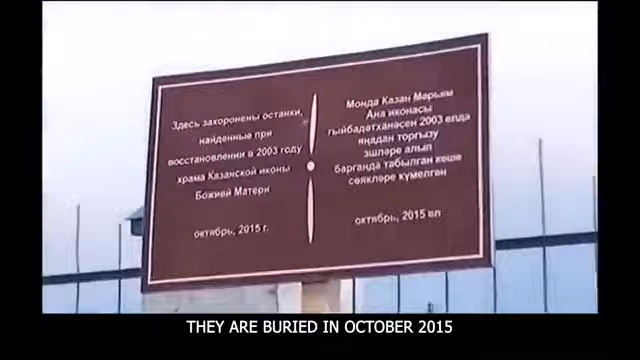 Здесь захоронены останки,
найденные при
восстановлении в 2003 году
храма Казанской иконы
Божией Матери
октябрь, 2015 г.
Монда Казан Мәрьям
Ана иконасы
гыйбадәтханәсен 2003 елда
яңадан торгызу
эшләре алып
барганда табылган кеше
сөякләре күмелгән
октябрь, 2015 ел
THEY ARE BURIED IN OCTOBER 2015